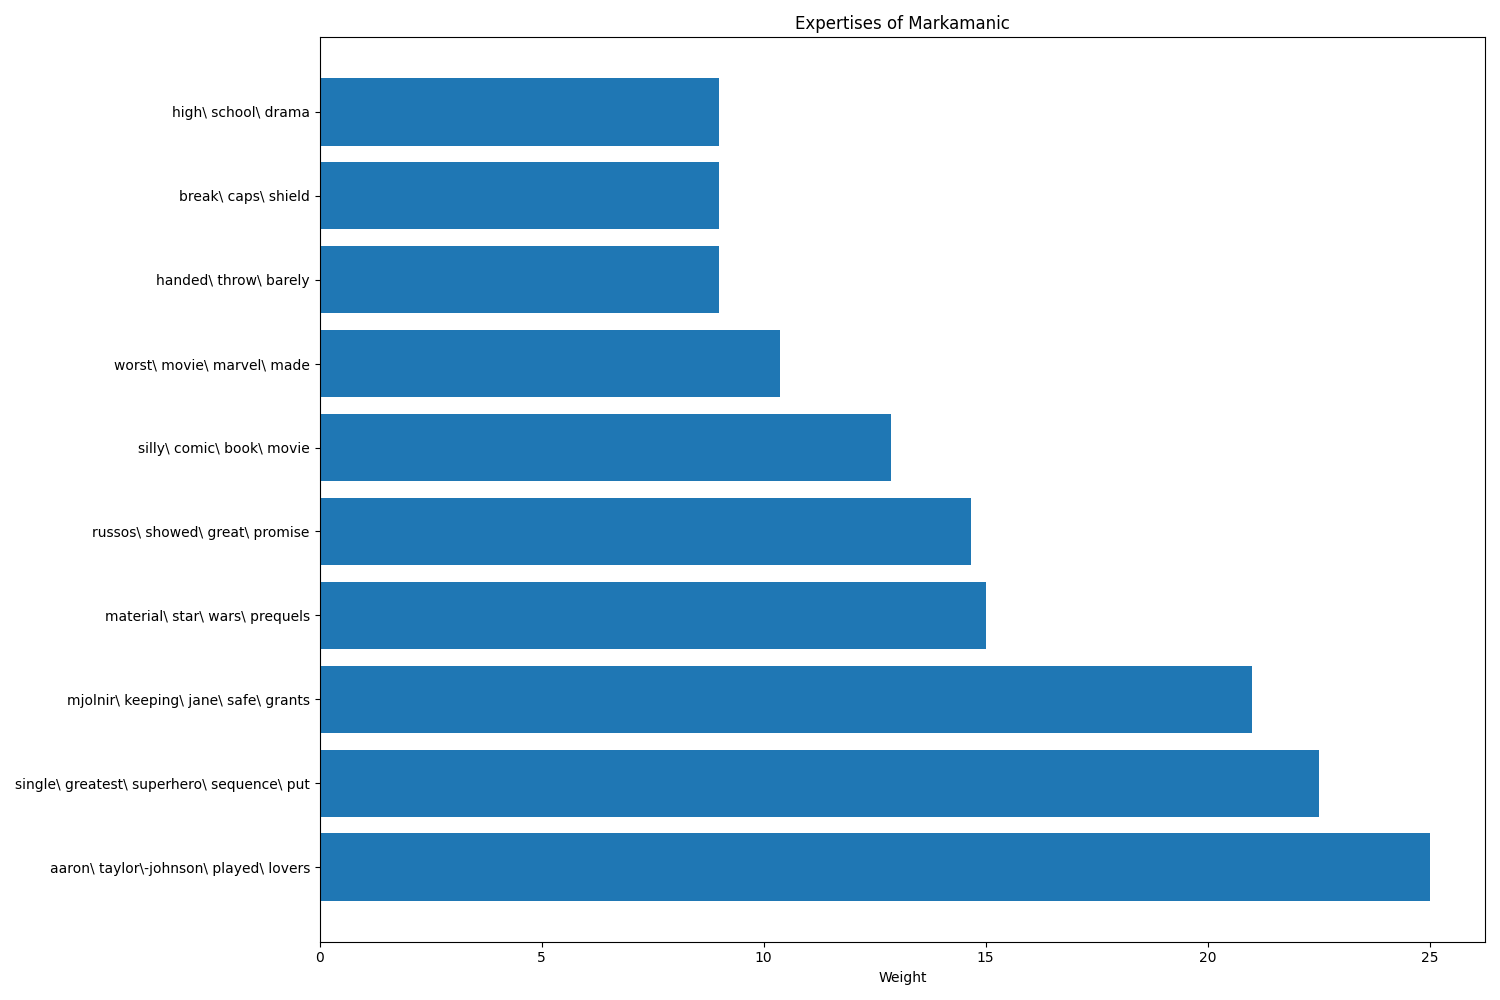 Expertises of Markamanic
high\ school\ drama
break\ caps\ shield
handed\ throw\ barely
worst\ movie\ marvel\ made
silly\ comic\ book\ movie
russos\ showed\ great\ promise
material\ star\ wars\ prequels
mjolnir\ keeping\ jane\ safe\ grants
single\ greatest\ superhero\ sequence\ put
aaron\ taylor\-johnson\ played\ lovers
0 5 10 15 20 25
Weight